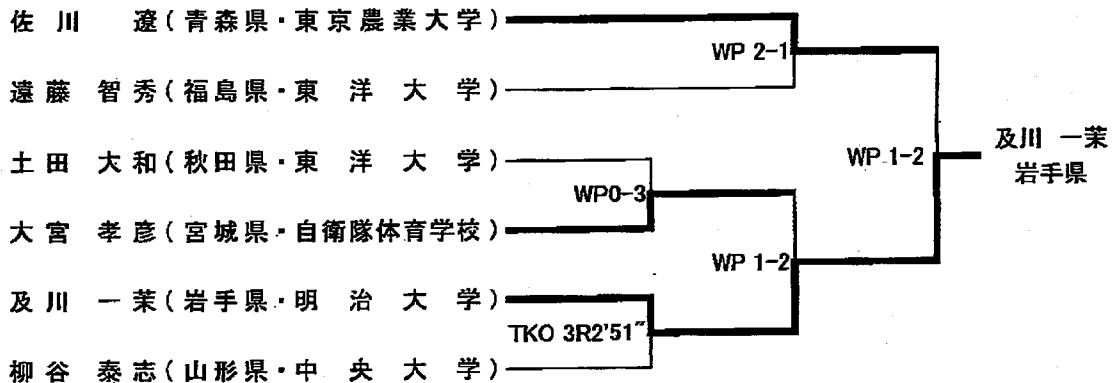 佐川 遼(青森県・東京農業大学)
WP 2-1
遠藤 智秀(福島県・東洋大学)
土田 大和(秋田県・東洋大学)
WP0-3
大宮 孝彦(宮城県・自衛隊体育学校)
WP 1-2
及川 一茉(岩手県・明治大学)
TKO 3R2'51"
柳谷 泰志(山形県・中央大学)
WP 1-2
及川 一茉
岩手県